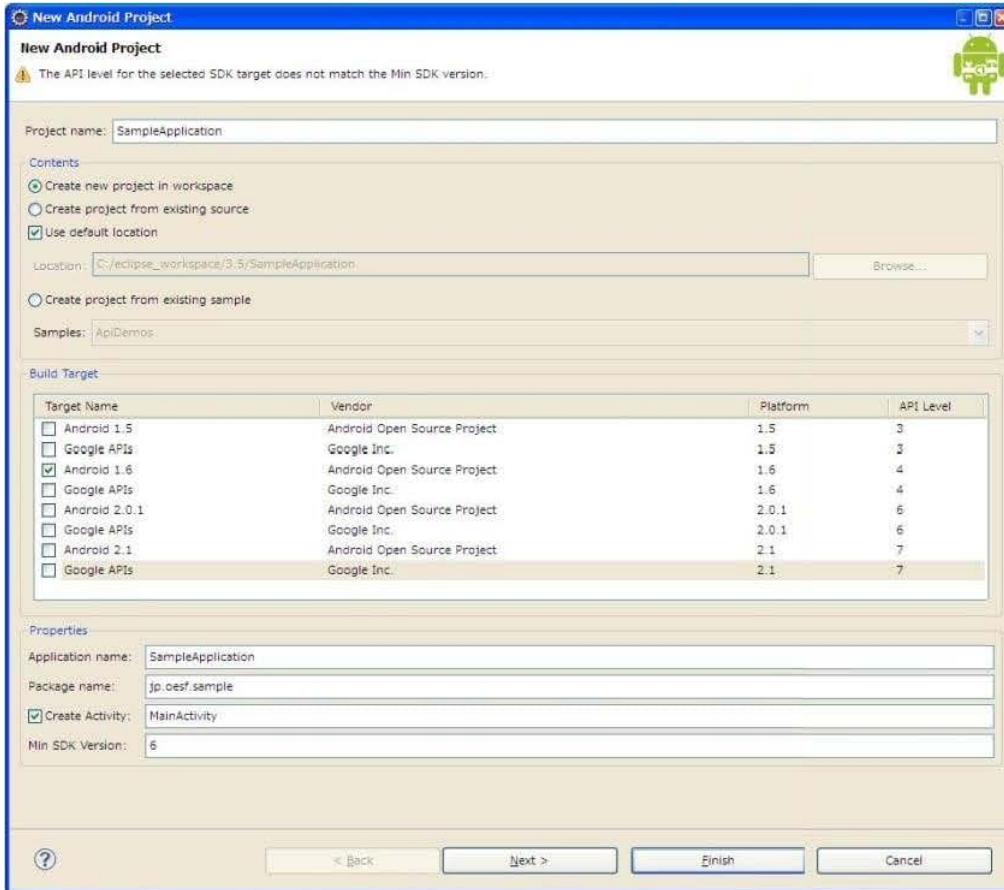 New Android Project
New Android Project
The API level for the selected SDK target does not match the Min SDK version.
Project name: SampleApplication
Contents
Create new project in workspace
Create project from existing source
Use default location
Location: C:/eclipse_workspace/3.5/SampleApplication Browse...
Create project from existing sample
Samples: ApiDemos
Build Target
Target Name Vendor Platform API Level
Android 1.5 Android Open Source Project 1.5 3
Google APIs Google Inc. 1.5 3
Android 1.6 Android Open Source Project 1.6 4
Google APIs Google Inc. 1.6 4
Android 2.0.1 Android Open Source Project 2.0.1 6
Google APIs Google Inc. 2.0.1 6
Android 2.1 Android Open Source Project 2.1 7
Google APIs Google Inc. 2.1 7
Properties
Application name: SampleApplication
Package name: jp.oesf.sample
Create Activity: MainActivity
Min SDK Version: 6
? < Back Next > Finish Cancel